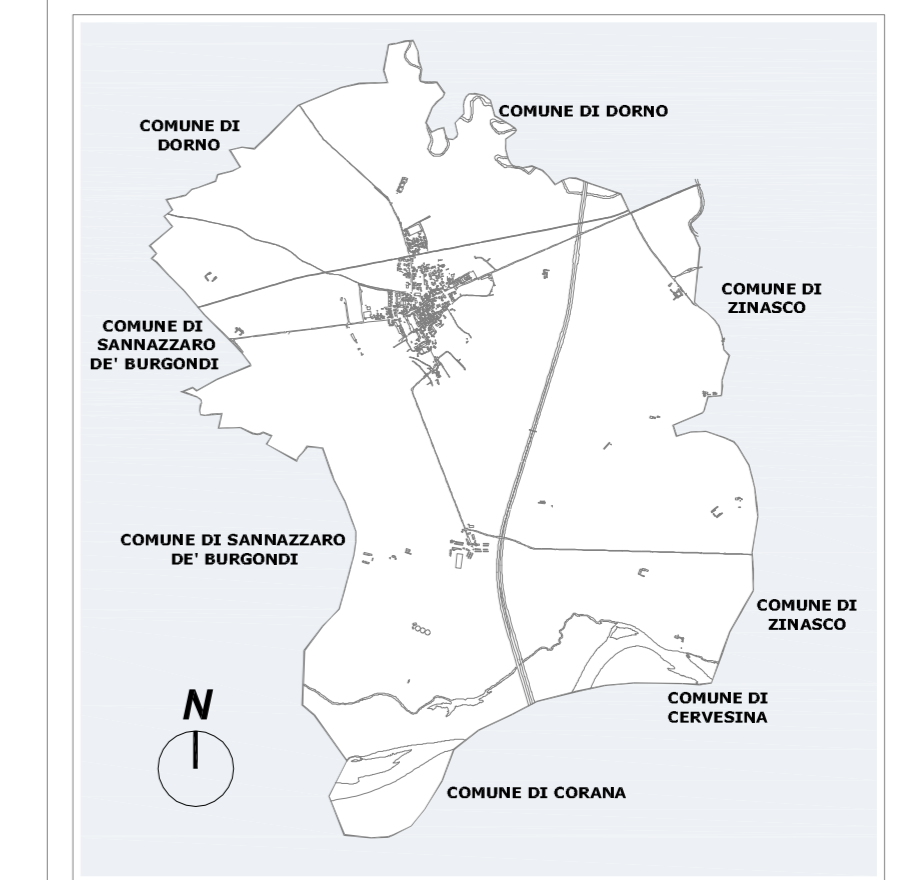 COMUNE DI DORNO
COMUNE DI
DORNO
COMUNE DI
ZINASCO
COMUNE DI
SANNAZZARO
DE' BURGONDI
COMUNE DI SANNAZZARO
DE' BURGONDI
COMUNE DI
ZINASCO
N
COMUNE DI
CERVESINA
COMUNE DI CORANA